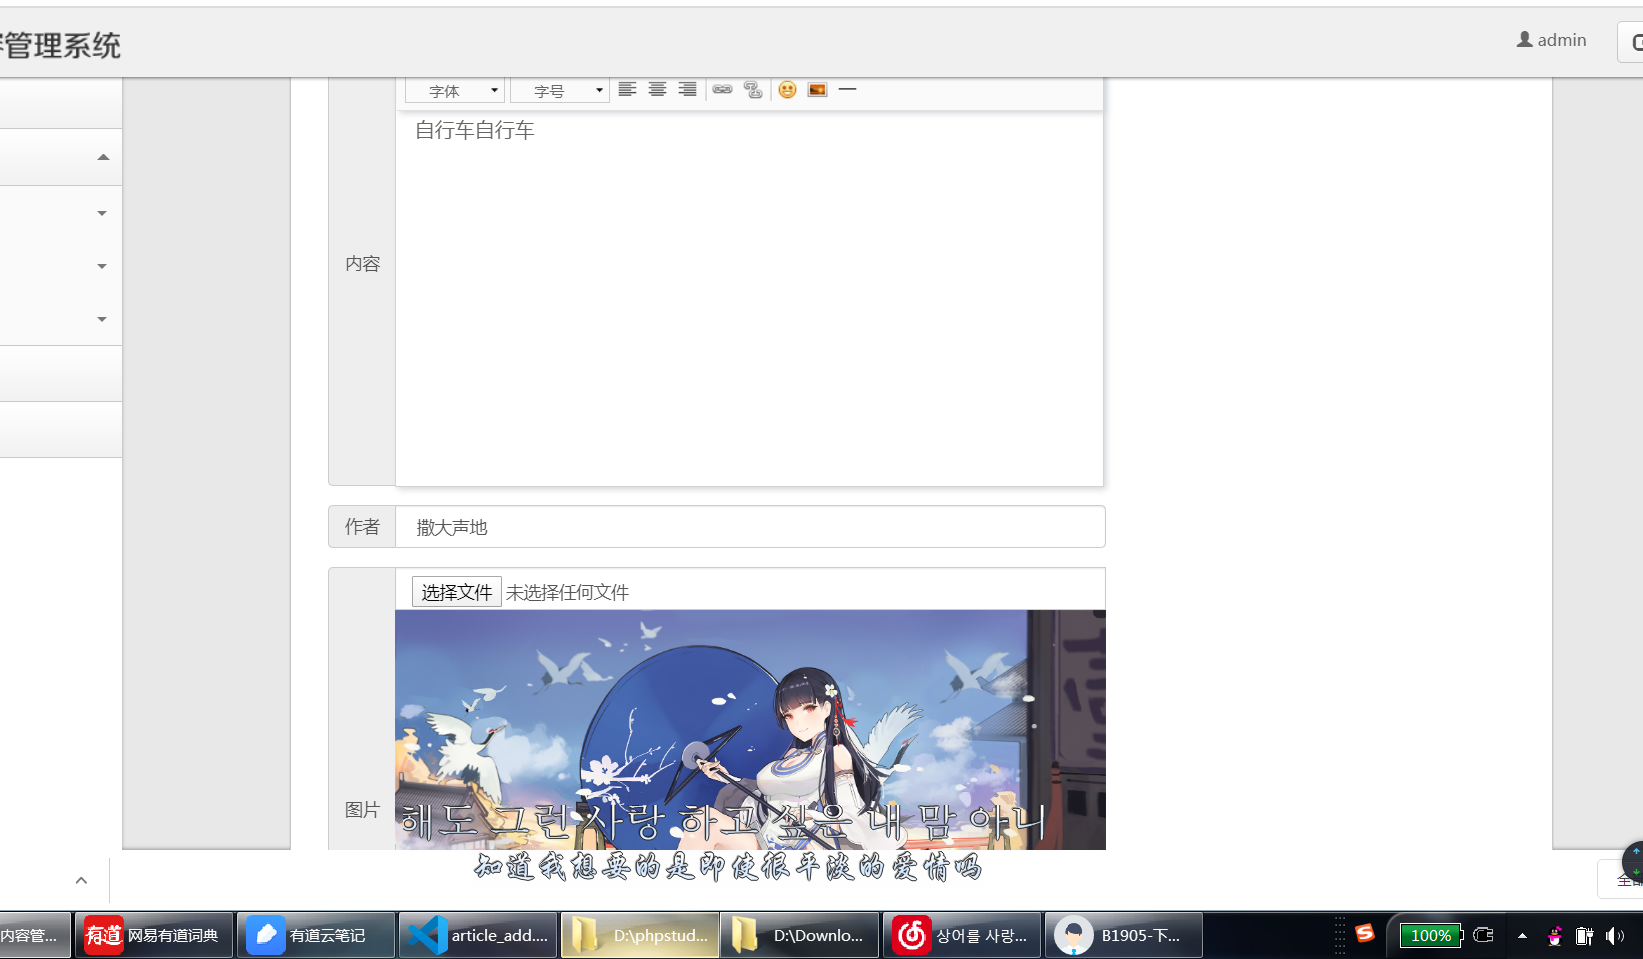 管理系统
admin
字体
字号
自行车自行车
内容
作者
撒大声地
选择文件 未选择任何文件
图片
해도 그런 사랑 하고 싶은 내 맘 아니
知道我想要的是即使很平淡的爱情吗
内容管...
有道
网易有道词典
有道云笔记
article_add....
D:\phpstud...
D:\Downlo...
상어를 사랑...
B1905-下...
100%